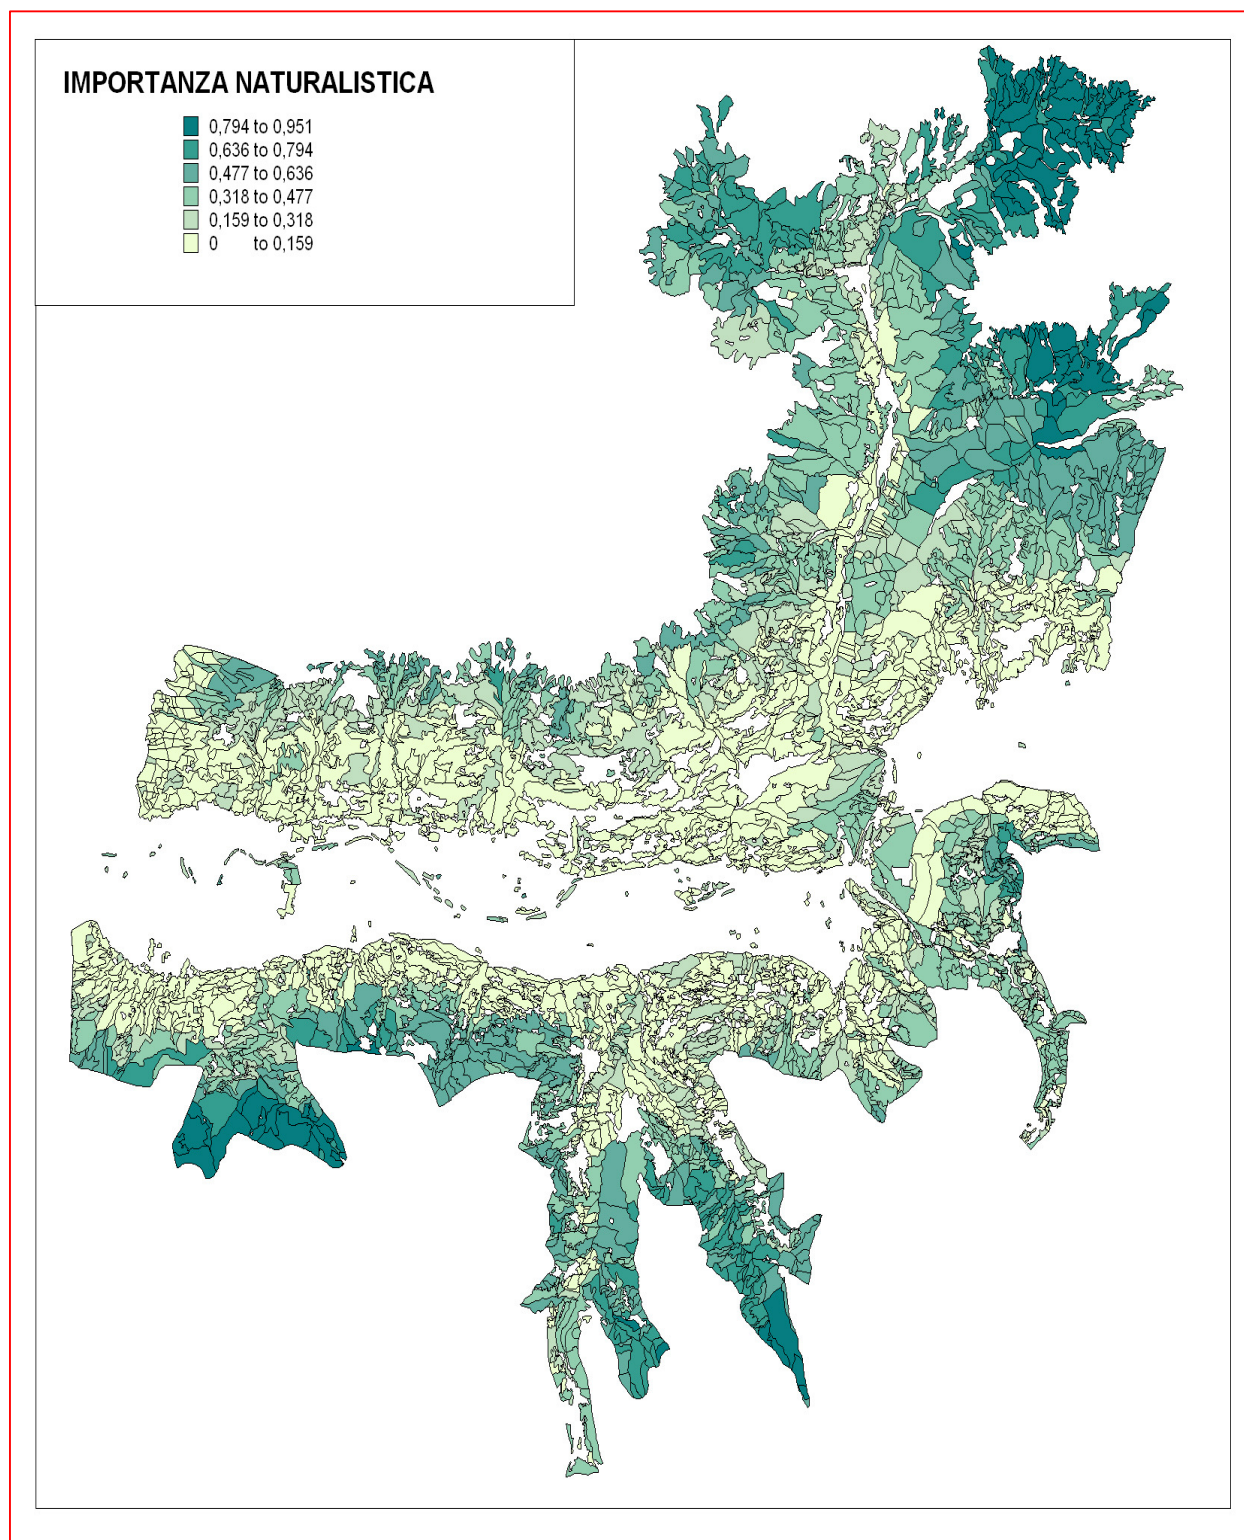 IMPORTANZA NATURALISTICA
0,794 to 0,951
0,636 to 0,794
0,477 to 0,636
0,318 to 0,477
0,159 to 0,318
0 to 0,159